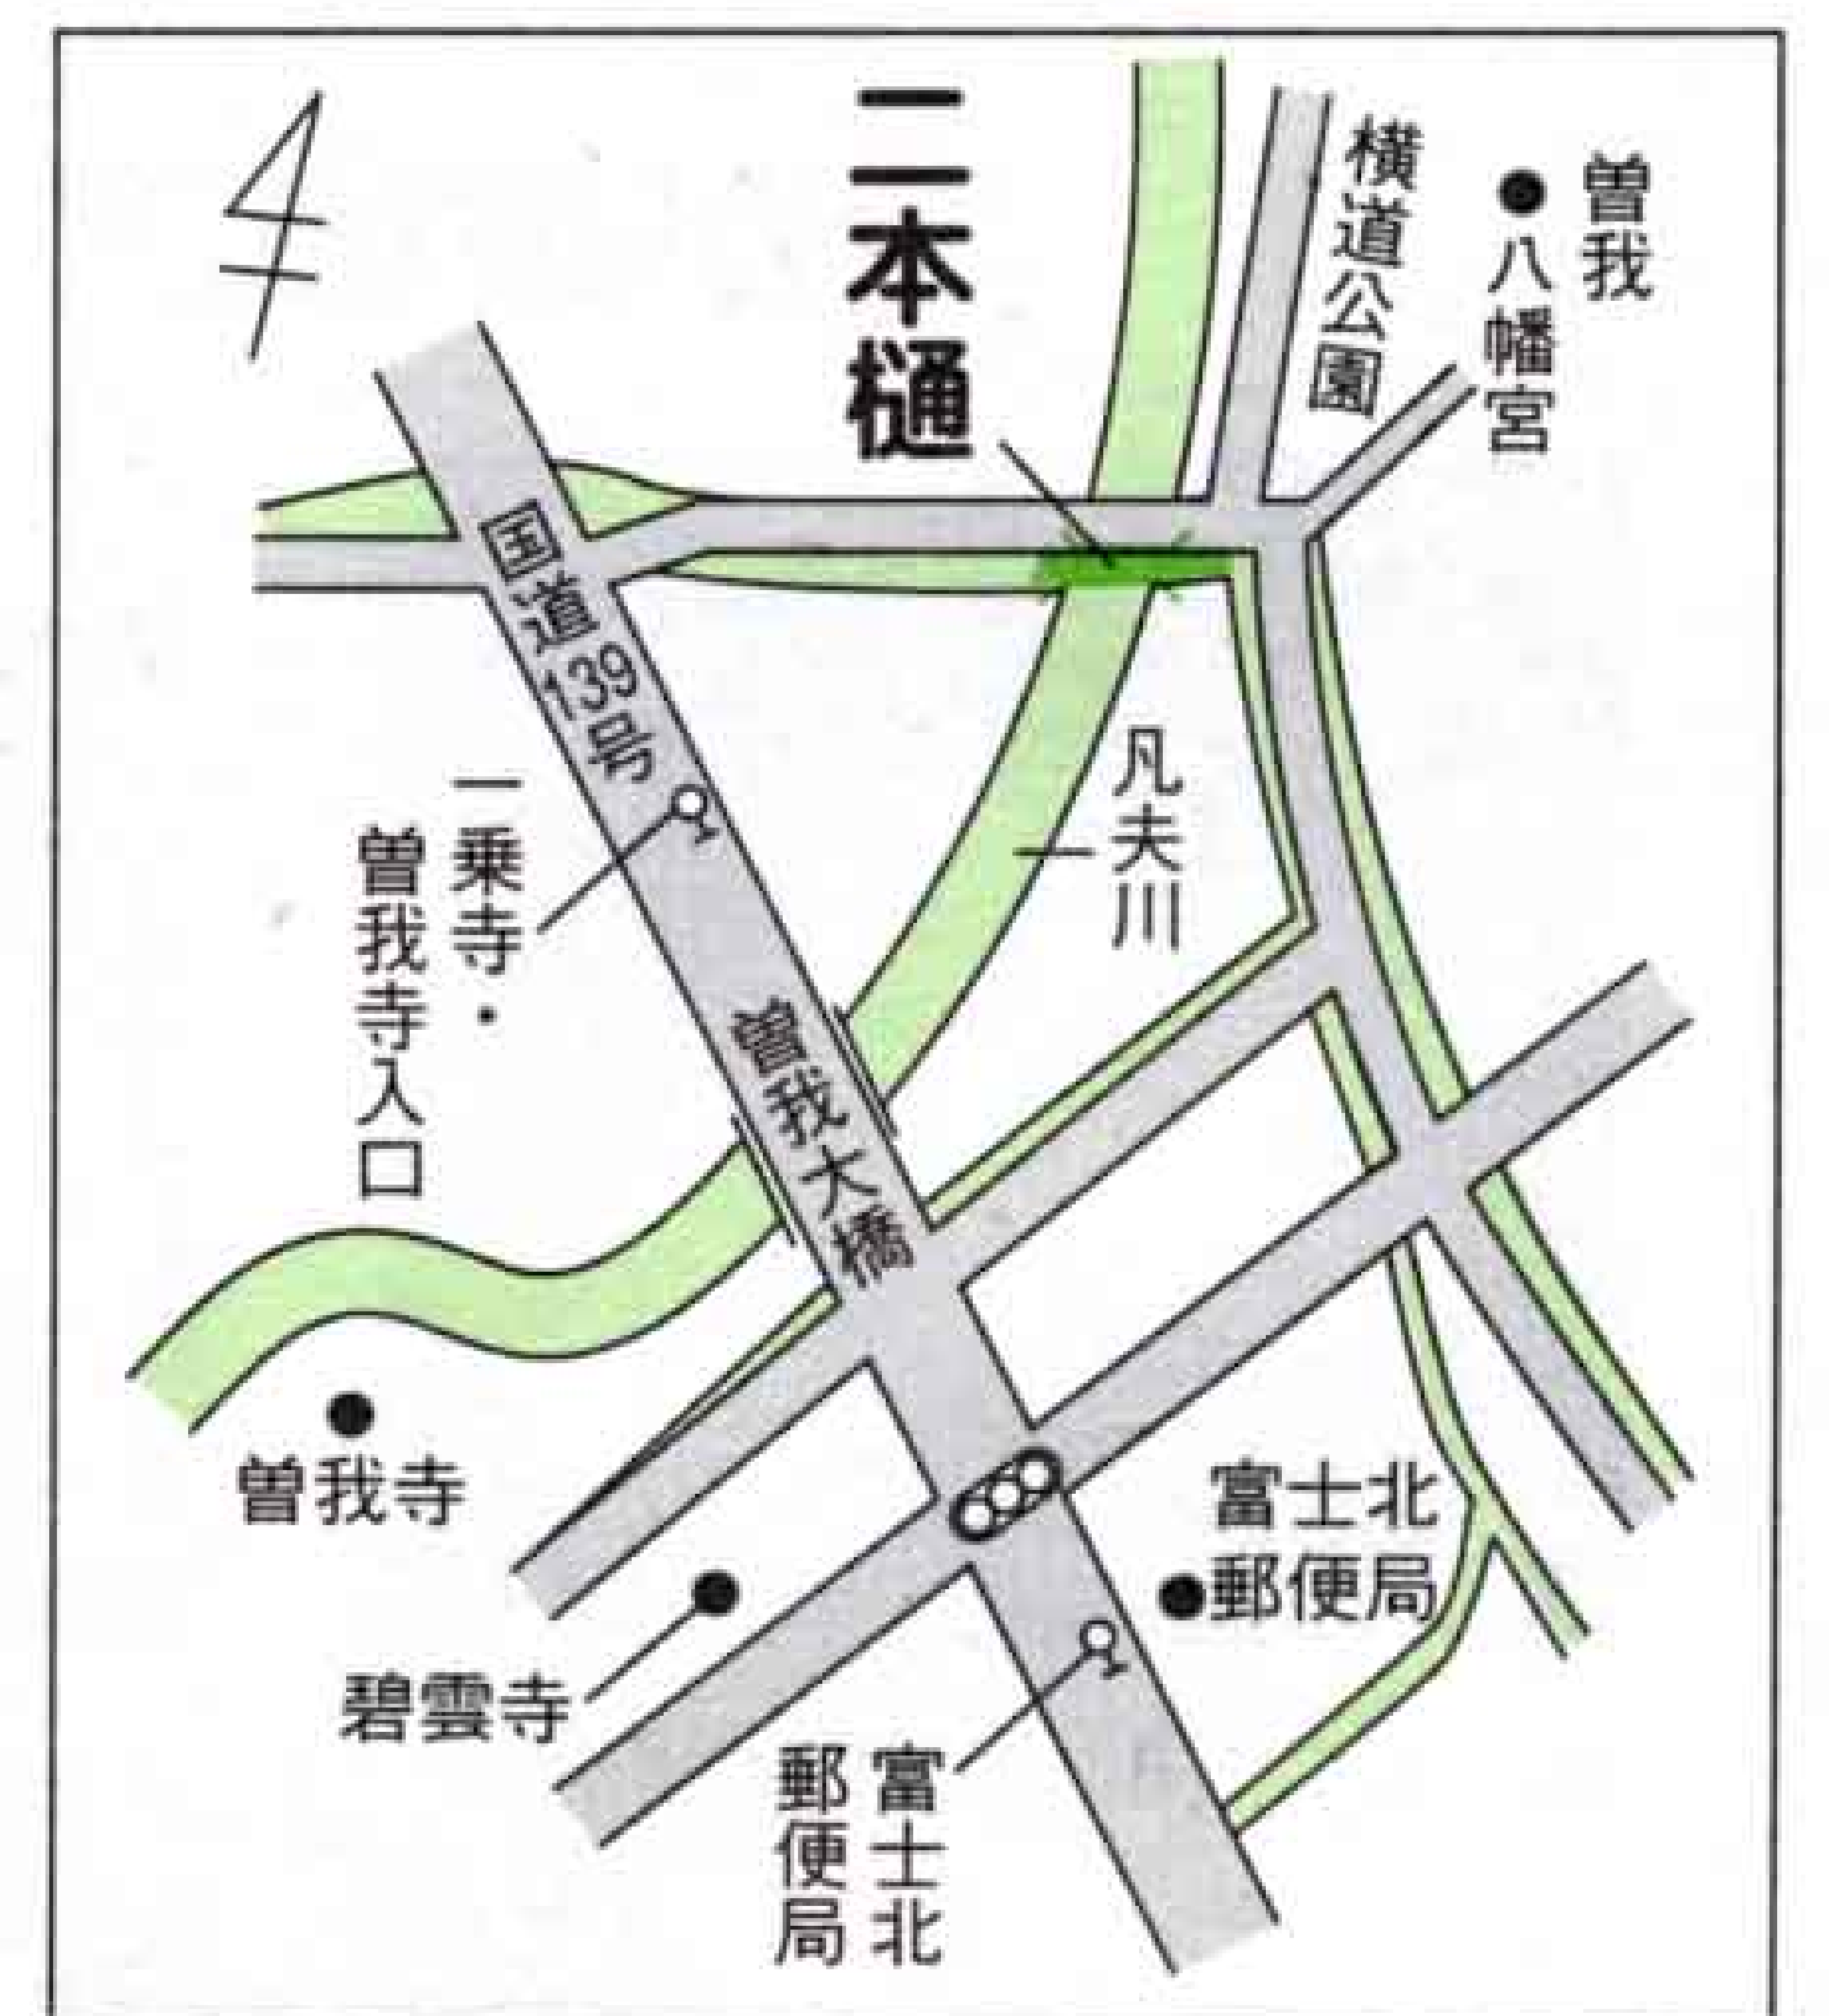 二本樋
横道公園
曽我
八幡宮
国道139号
凡夫川
一乗寺・
曽我寺入口
曽我大橋
曽我寺
富士北
郵便局
碧雲寺
富士北
郵便局